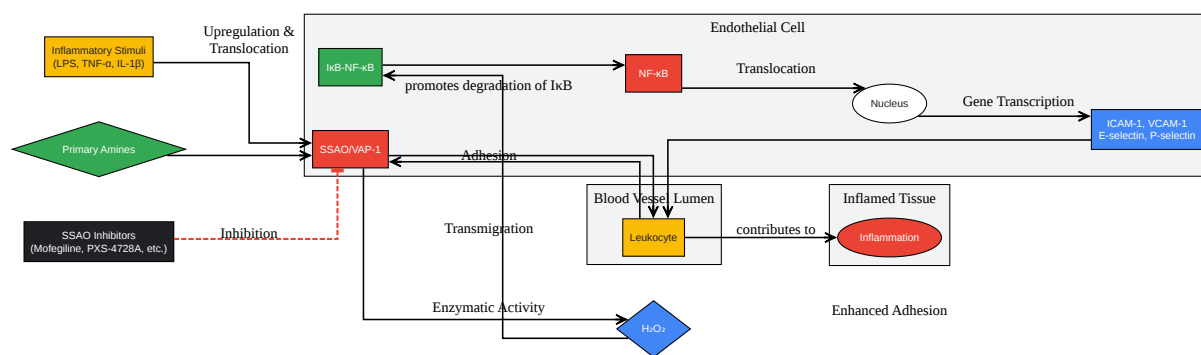 Endothelial Cell
Upregulation &
Translocation
Inflammatory Stimuli
(LPS, TNF-α, IL-1β)
IκB-NF-κB
NF-κB
Translocation
promotes degradation of IκB
Nucleus
Gene Transcription
ICAM-1, VCAM-1
E-selectin, P-selectin
Primary Amines
SSAO/VAP-1
Adhesion
Blood Vessel Lumen
Inflamed Tissue
SSAO Inhibitors
(Mofegiline, PXS-4728A, etc.)
Inhibition
Transmigration
Leukocyte
contributes to
Inflammation
Enzymatic Activity
H₂O₂
Enhanced Adhesion